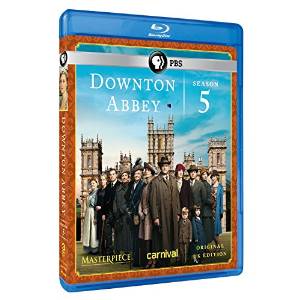 Blu-ray Disc
PBS
DOWNTON
ABBEY
SEASON
5
MASTERPIECE
carnival
ORIGINAL
UK EDITION
DOWNTON ABBEY